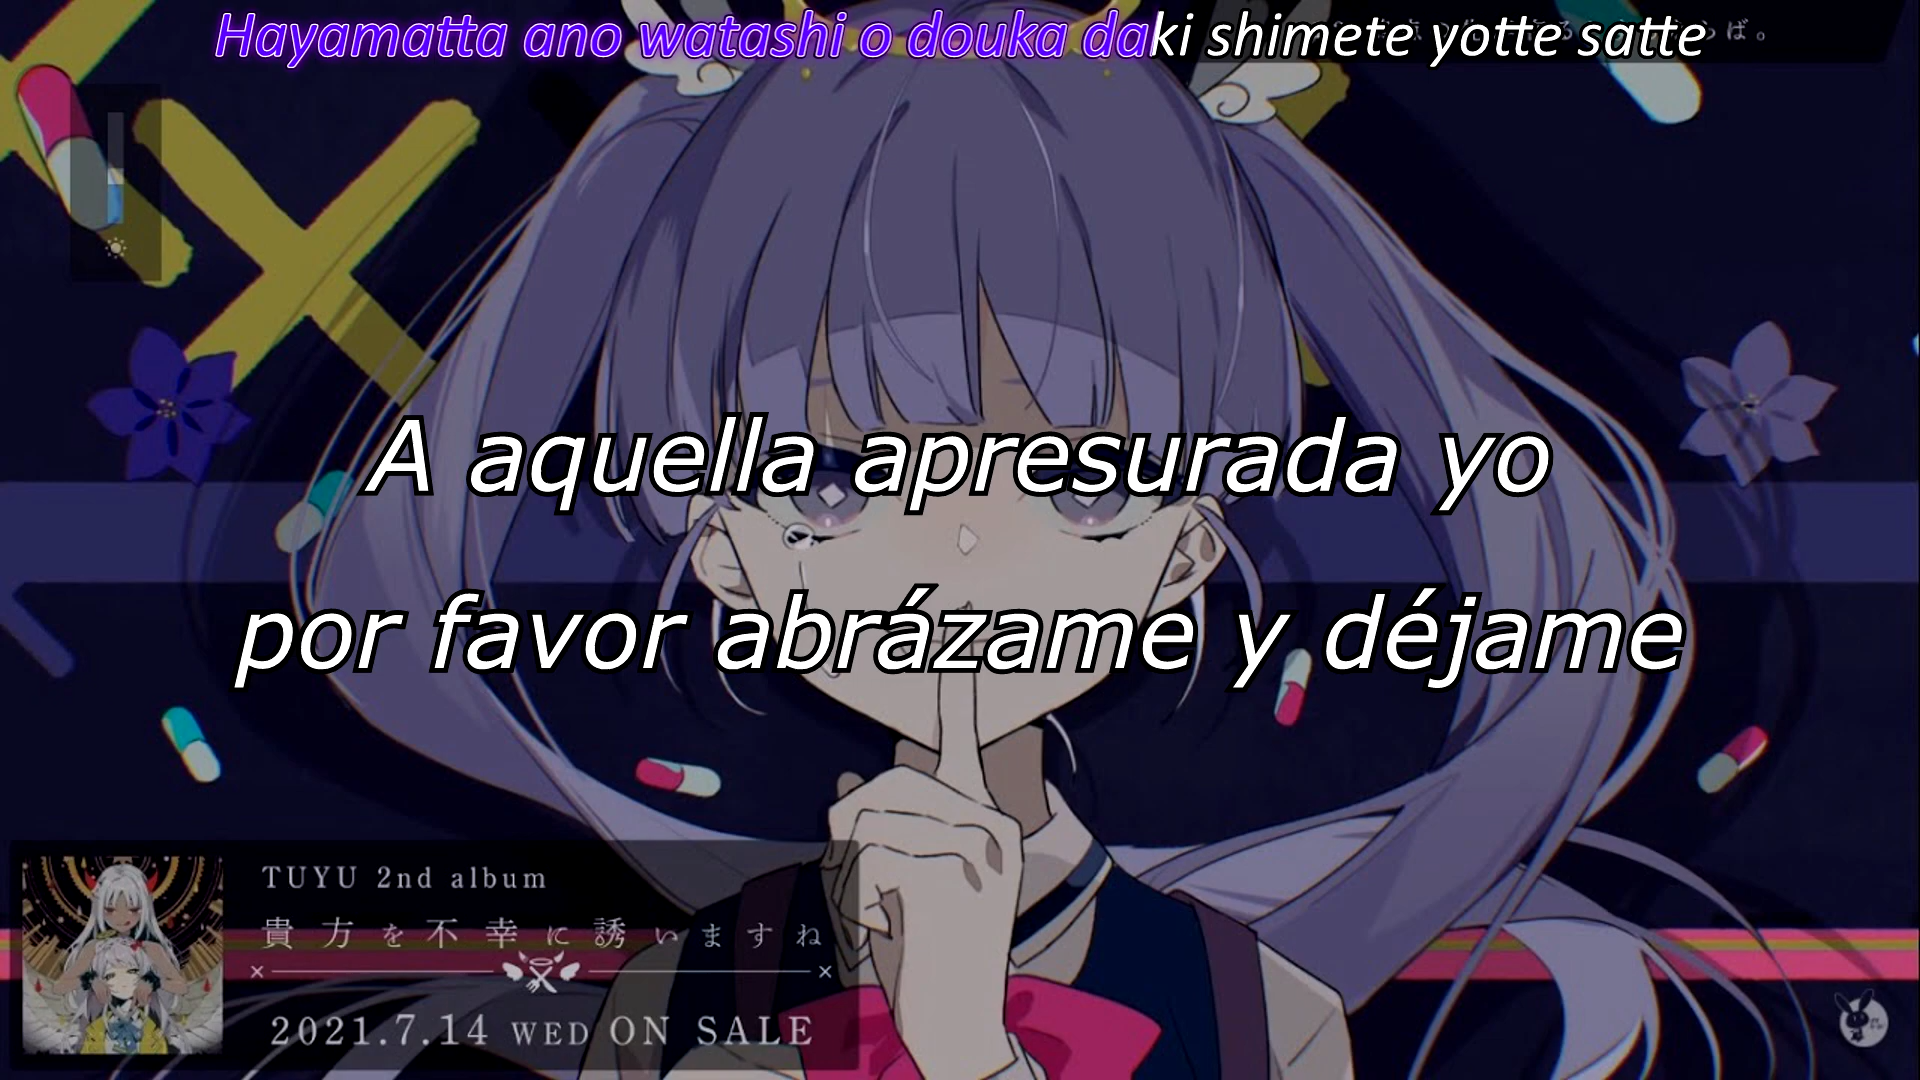 Hayamatta ano watashi o douka daki shimete yotte satte
A aquella apresurada yo
por favor abrázame y déjame
TUYU 2nd album
貴方を不幸に誘いますね
2021.7.14 WED ON SALE